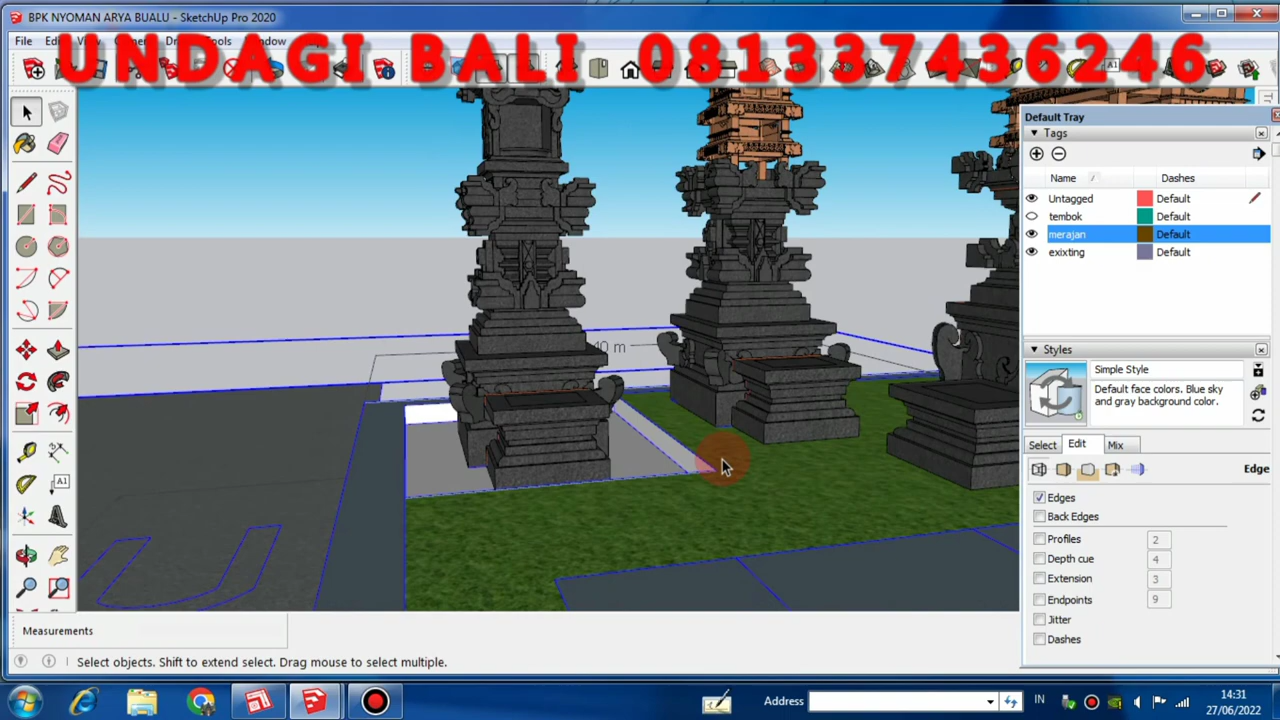 BPK NYOMAN ARYA BUALU - SketchUp Pro 2020
File
UNDAGI BALI 081337436246
Default Tray
Tags
Name
Dashes
Untagged
Default
tembok
Default
merajan
Default
exixting
Default
Styles
Simple Style
Default face colors. Blue sky
and gray background color.
Select
Edit
Mix
Edge
Edges
Back Edges
Profiles
2
Depth cue
4
Extension
3
Endpoints
9
Jitter
Dashes
A1
Measurements
Select objects. Shift to extend select. Drag mouse to select multiple.
Address
IN
14:31
27/06/2022